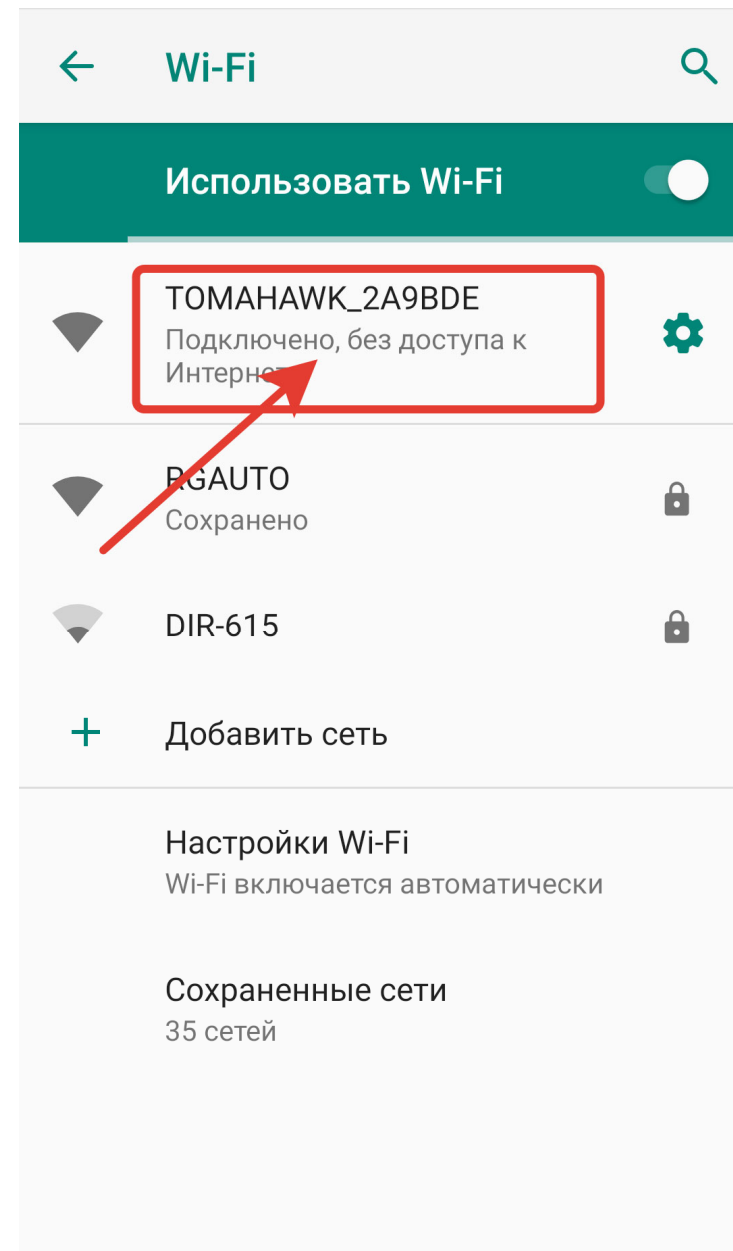 Wi-Fi
Использовать Wi-Fi
TOMAHAWK_2A9BDE
Подключено, без доступа к
Интернет
RGAUTO
Сохранено
DIR-615
Добавить сеть
Настройки Wi-Fi
Wi-Fi включается автоматически
Сохраненные сети
35 сетей